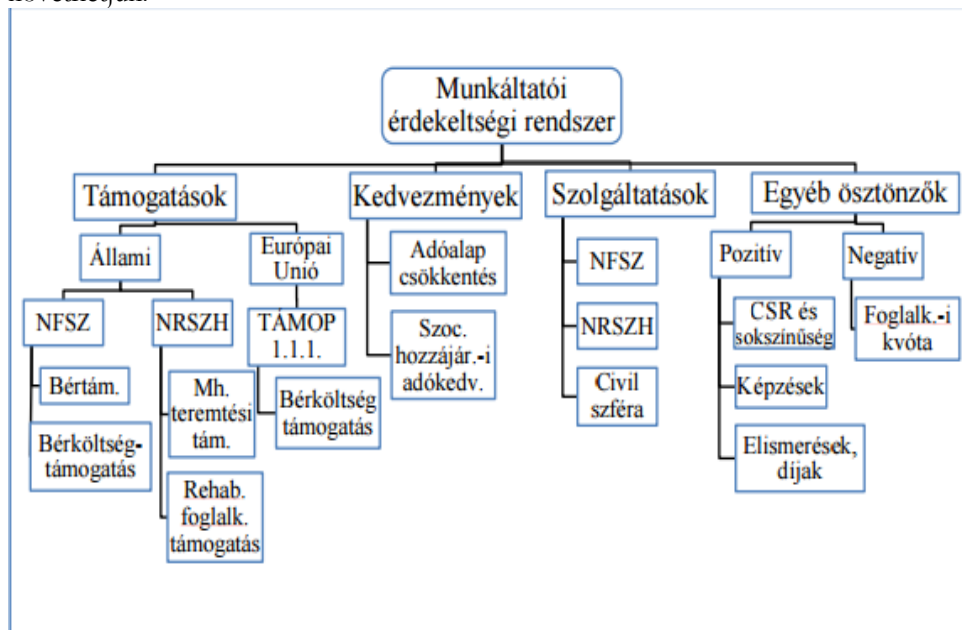 Munkáltatói
érdekeltségi rendszer
Támogatások
Kedvezmények
Szolgáltatások
Egyéb ösztönzők
Állami
Európai
Unió
Adóalap
csökkentés
NFSZ
Pozitív
Negatív
NFSZ
NRSZH
TÁMOP
1.1.1.
Szoc.
hozzájár.-i
adókedv.
NRSZH
CSR és
sokszínűség
Foglalk.-i
kvóta
Bértám.
Mh.
teremtési
tám.
Bérköltség
támogatás
Civil
szféra
Képzések
Bérköltség-
támogatás
Elismerések,
díjak
Rehab.
foglalk.
támogatás